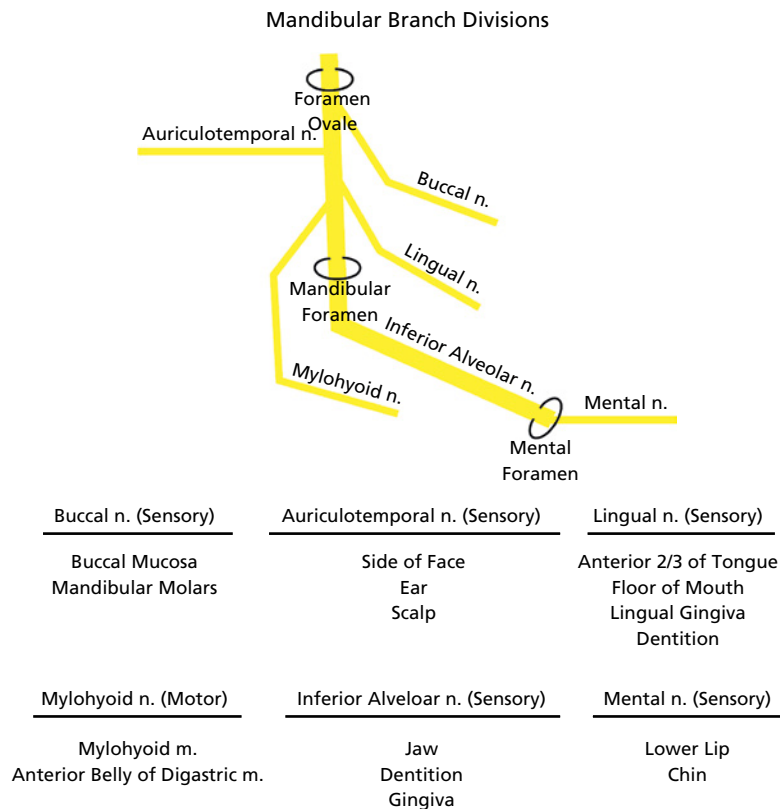 Mandibular Branch Divisions
Foramen
Ovale
Auriculotemporal n.
Buccal n.
Lingual n.
Mandibular
Foramen
Inferior Alveolar n.
Mylohyoid n.
Mental n.
Mental
Foramen
Buccal n. (Sensory)
Buccal Mucosa
Mandibular Molars
Auriculotemporal n. (Sensory)
Side of Face
Ear
Scalp
Lingual n. (Sensory)
Anterior 2/3 of Tongue
Floor of Mouth
Lingual Gingiva
Dentition
Mylohyoid n. (Motor)
Mylohyoid m.
Anterior Belly of Digastric m.
Inferior Alveloar n. (Sensory)
Jaw
Dentition
Gingiva
Mental n. (Sensory)
Lower Lip
Chin